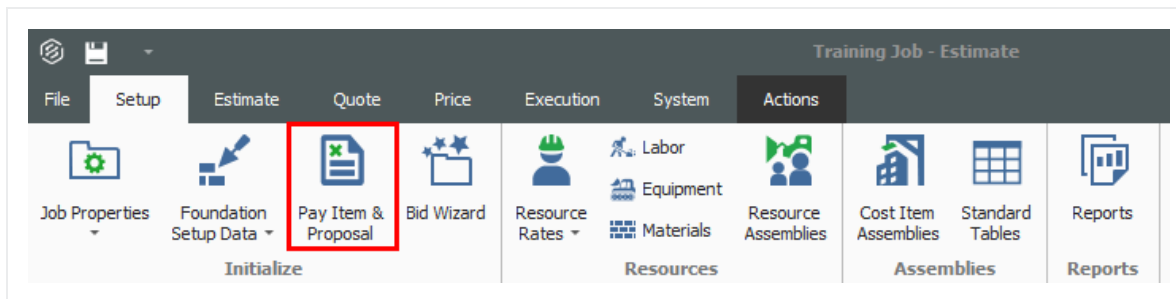 Training Job - Estimate
File Setup Estimate Quote Price Execution System Actions
Job Properties
Foundation
Setup Data
Pay Item &
Proposal
Bid Wizard
Initialize
Resource
Rates
Labor
Equipment
Materials
Resource
Assemblies
Resources
Cost Item
Assemblies
Standard
Tables
Assemblies
Reports
Reports